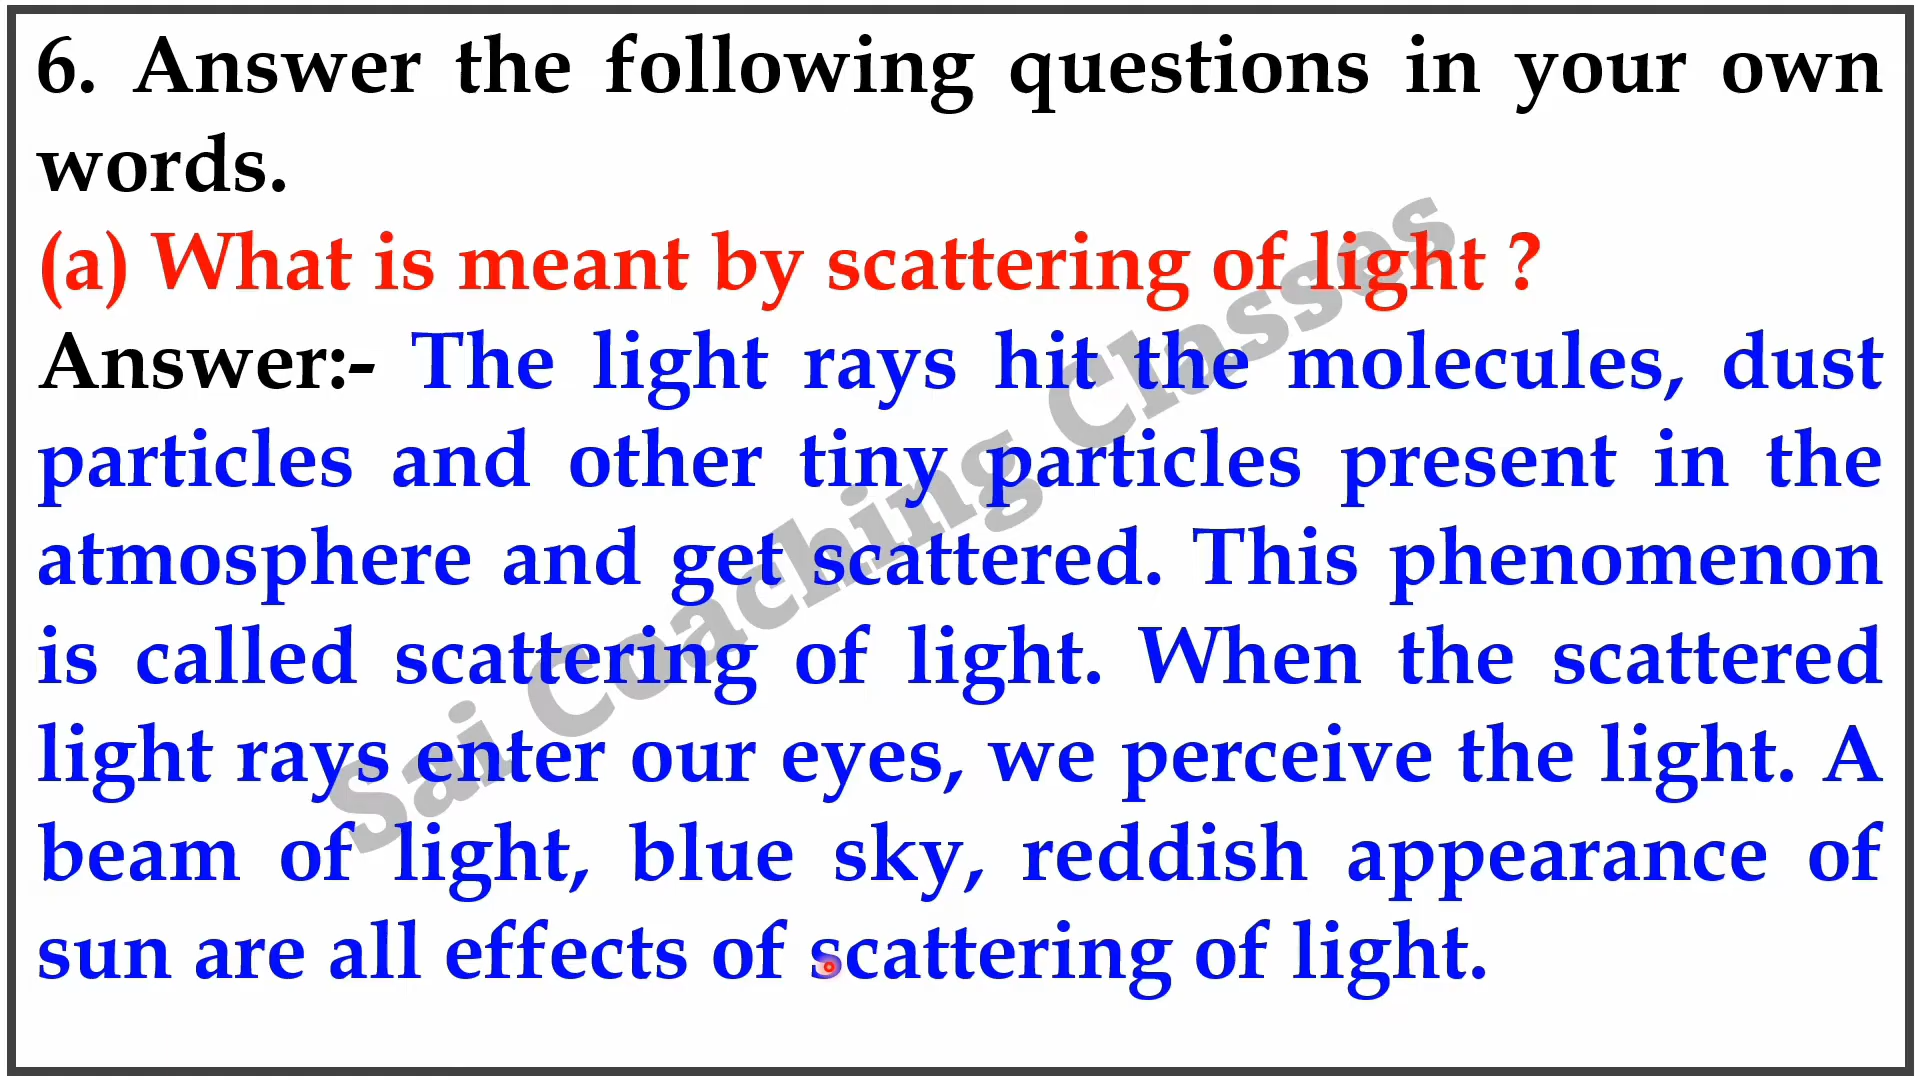 6. Answer the following questions in your own
words.
(a) What is meant by scattering of light ?
Answer:- The light rays hit the molecules, dust
particles and other tiny particles present in the
atmosphere and get scattered. This phenomenon
is called scattering of light. When the scattered
light rays enter our eyes, we perceive the light. A
beam of light, blue sky, reddish appearance of
sun are all effects of scattering of light.
Sai Coaching Classes